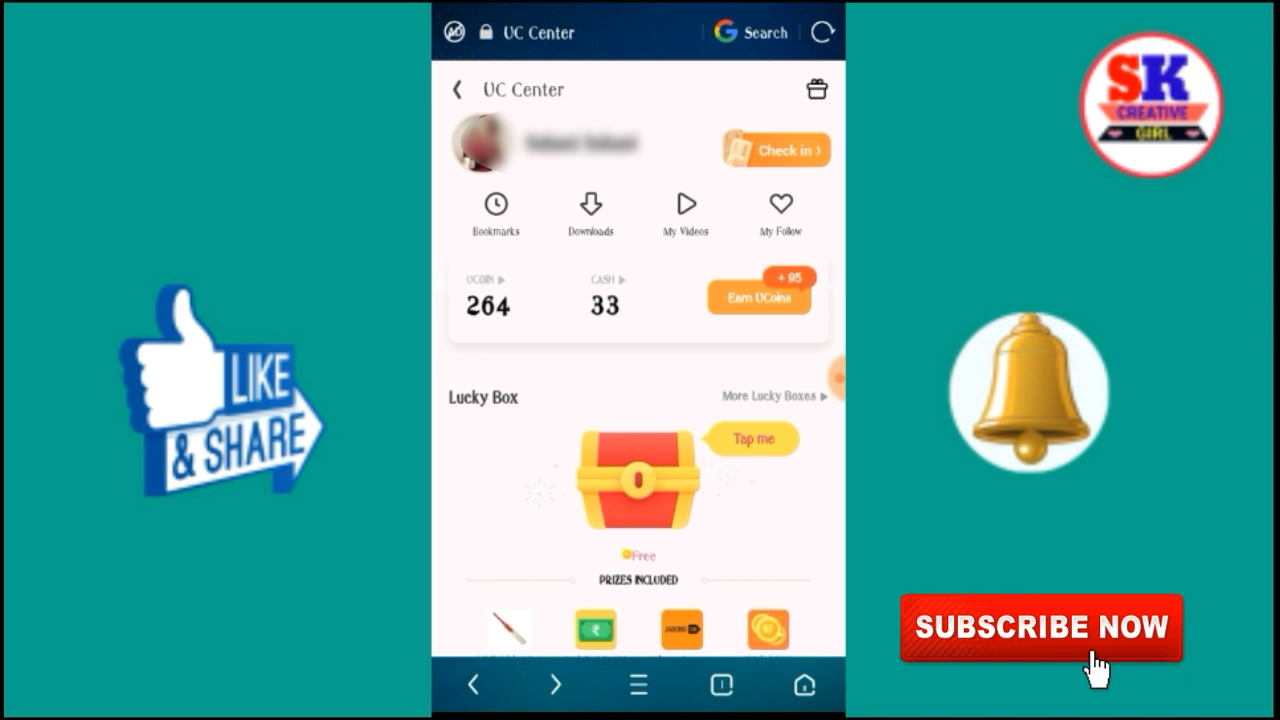 UC Center
Search
UC Center
Check in
Bookmarks
Downloads
My Videos
My Follow
UCOIN
CASH
+ 95
264
33
Earn UCoins
Lucky Box
More Lucky Boxes
Tap me
Free
PRIZES INCLUDED
JABONG
LIKE
& SHARE
SK
CREATIVE
GIRL
SUBSCRIBE NOW